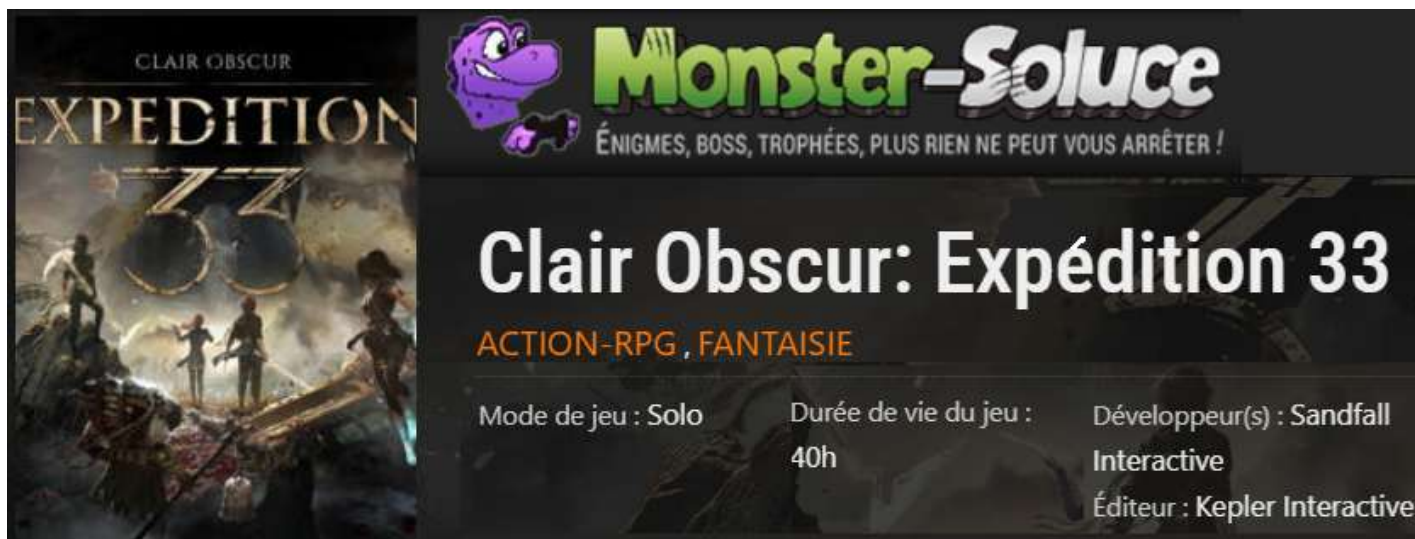 CLAIR OBSCUR
EXPEDITION
33
Monster-Soluce
ÉNIGMES, BOSS, TROPHÉES, PLUS RIEN NE PEUT VOUS ARRÊTER !
Clair Obscur: Expédition 33
ACTION-RPG , FANTAISIE
Mode de jeu : Solo
Durée de vie du jeu :
40h
Développeur(s) : Sandfall
Interactive
Éditeur : Kepler Interactive